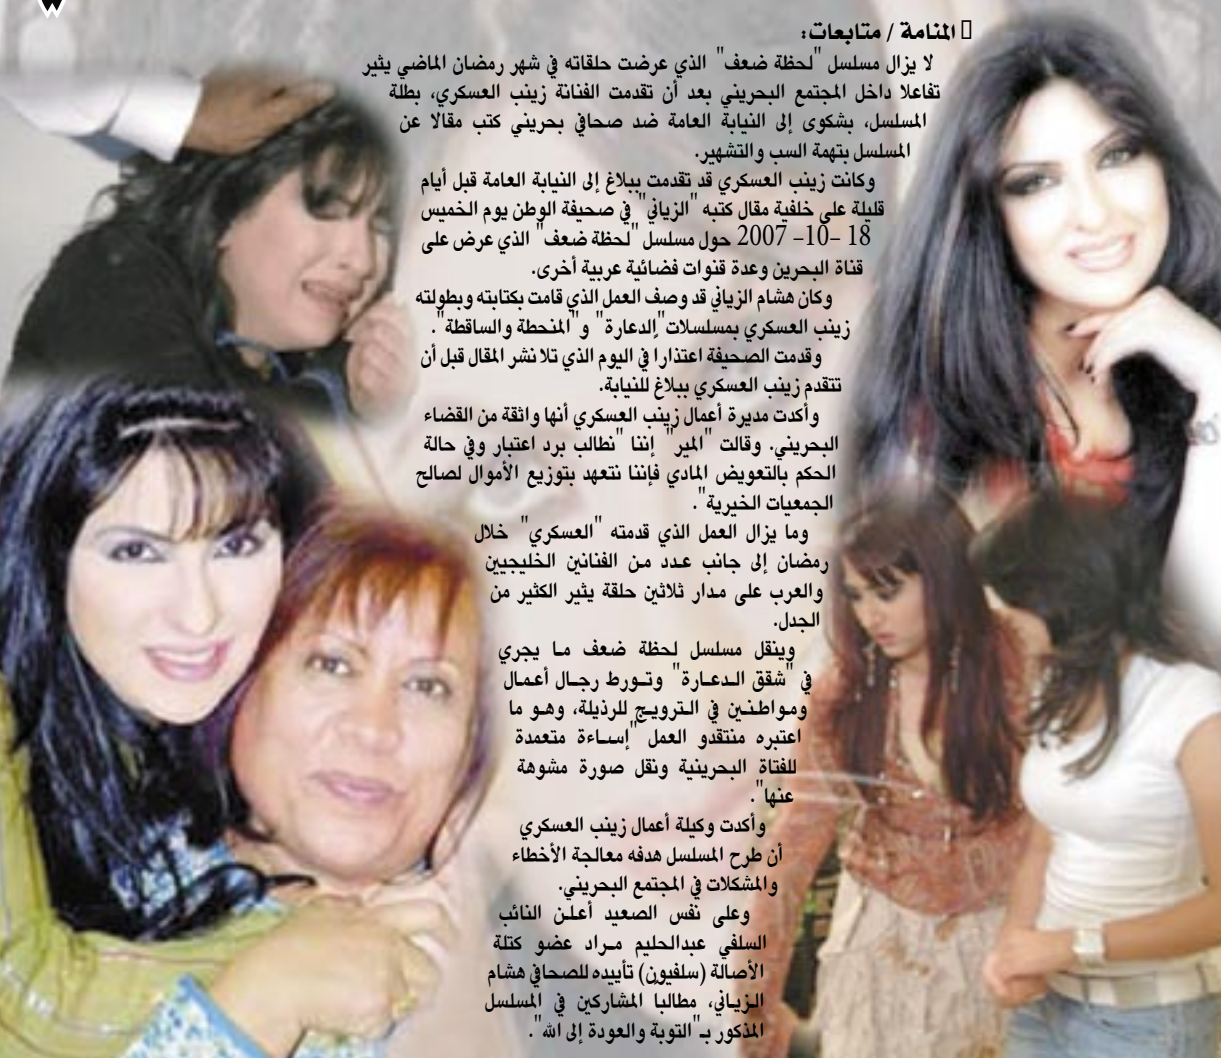 المنامة / متابعات:
لا يزال مسلسل "لحظة ضعف" الذي عرضت حلقاته في شهر رمضان الماضي يثير
تفاعلا داخل المجتمع البحريني بعد أن تقدمت الفنانة زينب العسكري، بطلة
المسلسل، بشكوى إلى النيابة العامة ضد صحافي بحريني كتب مقالا عن
المسلسل بتهمة السب والتشهير.
وكانت زينب العسكري قد تقدمت ببلاغ إلى النيابة العامة قبل أيام
قليلة على خلفية مقال كتبه "الزياني" في صحيفة الوطن يوم الخميس
18 -10- 2007 حول مسلسل "لحظة ضعف" الذي عرض على
قناة البحرين وعدة قنوات فضائية عربية أخرى.
وكان هشام الزياني قد وصف العمل الذي قامت بكتابته وبطولته
زينب العسكري بمسلسلات"الدعارة" و"المنحطة والساقطة".
وقدمت الصحيفة اعتذارا في اليوم الذي تلا نشر المقال قبل أن
تتقدم زينب العسكري ببلاغ للنيابة.
وأكدت مديرة أعمال زينب العسكري أنها واثقة من القضاء
البحريني. وقالت "المير" إننا "نطالب برد اعتبار وفي حالة
الحكم بالتعويض المادي فإننا نتعهد بتوزيع الأموال لصالح
الجمعيات الخيرية".
وما يزال العمل الذي قدمته "العسكري" خلال
رمضان إلى جانب عدد من الفنانين الخليجيين
والعرب على مدار ثلاثين حلقة يثير الكثير من
الجدل.
وينقل مسلسل لحظة ضعف ما يجري
في "شقق الدعارة" وتورط رجال أعمال
ومواطنين في الترويج للرذيلة، وهو ما
اعتبره منتقدو العمل "إساءة متعمدة
للفتاة البحرينية ونقل صورة مشوهة
عنها".
وأكدت وكيلة أعمال زينب العسكري
أن طرح المسلسل هدفه معالجة الأخطاء
والمشكلات في المجتمع البحريني.
وعلى نفس الصعيد أعلن النائب
السلفي عبدالحليم مراد عضو كتلة
الأصالة (سلفيون) تأييده للصحافي هشام
الزياني، مطالبا المشاركين في المسلسل
المذكور بـ"التوبة والعودة إلى الله".